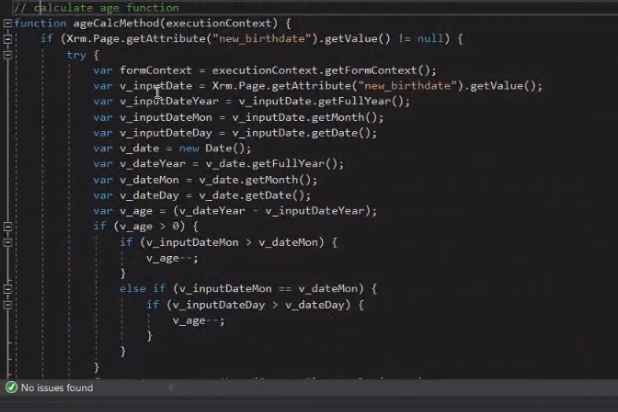 // calculate age function
function ageCalcMethod(executionContext) {
if (Xrm.Page.getAttribute("new_birthdate").getValue() != null) {
try {
var formContext = executionContext.getFormContext();
var v_inputDate = Xrm.Page.getAttribute("new_birthdate").getValue();
var v_inputDateYear = v_inputDate.getFullYear();
var v_inputDateMon = v_inputDate.getMonth();
var v_inputDateDay = v_inputDate.getDate();
var v_date = new Date();
var v_dateYear = v_date.getFullYear();
var v_dateMon = v_date.getMonth();
var v_dateDay = v_date.getDate();
var v_age = (v_dateYear - v_inputDateYear);
if (v_age > 0) {
if (v_inputDateMon > v_dateMon) {
v_age--;
}
else if (v_inputDateMon == v_dateMon) {
if (v_inputDateDay > v_dateDay) {
v_age--;
}
}
}
No issues found